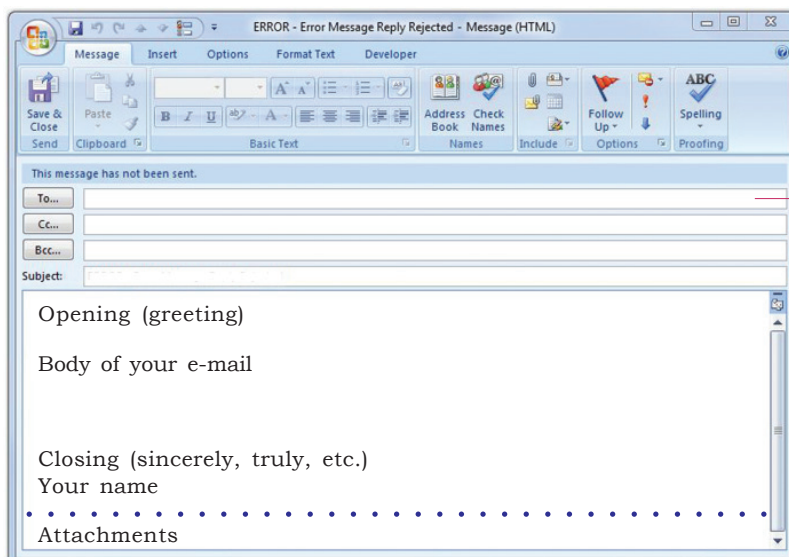 ERROR - Error Message Reply Rejected - Message (HTML)
Message Insert Options Format Text Developer
Save & Close
Paste
B I U
A
Address Book
Check Names
Follow Up
ABC
Spelling
Send Clipboard Basic Text Names Include Options Proofing
This message has not been sent.
To...
Cc...
Bcc...
Subject:
Opening (greeting)
Body of your e-mail
Closing (sincerely, truly, etc.)
Your name
Attachments